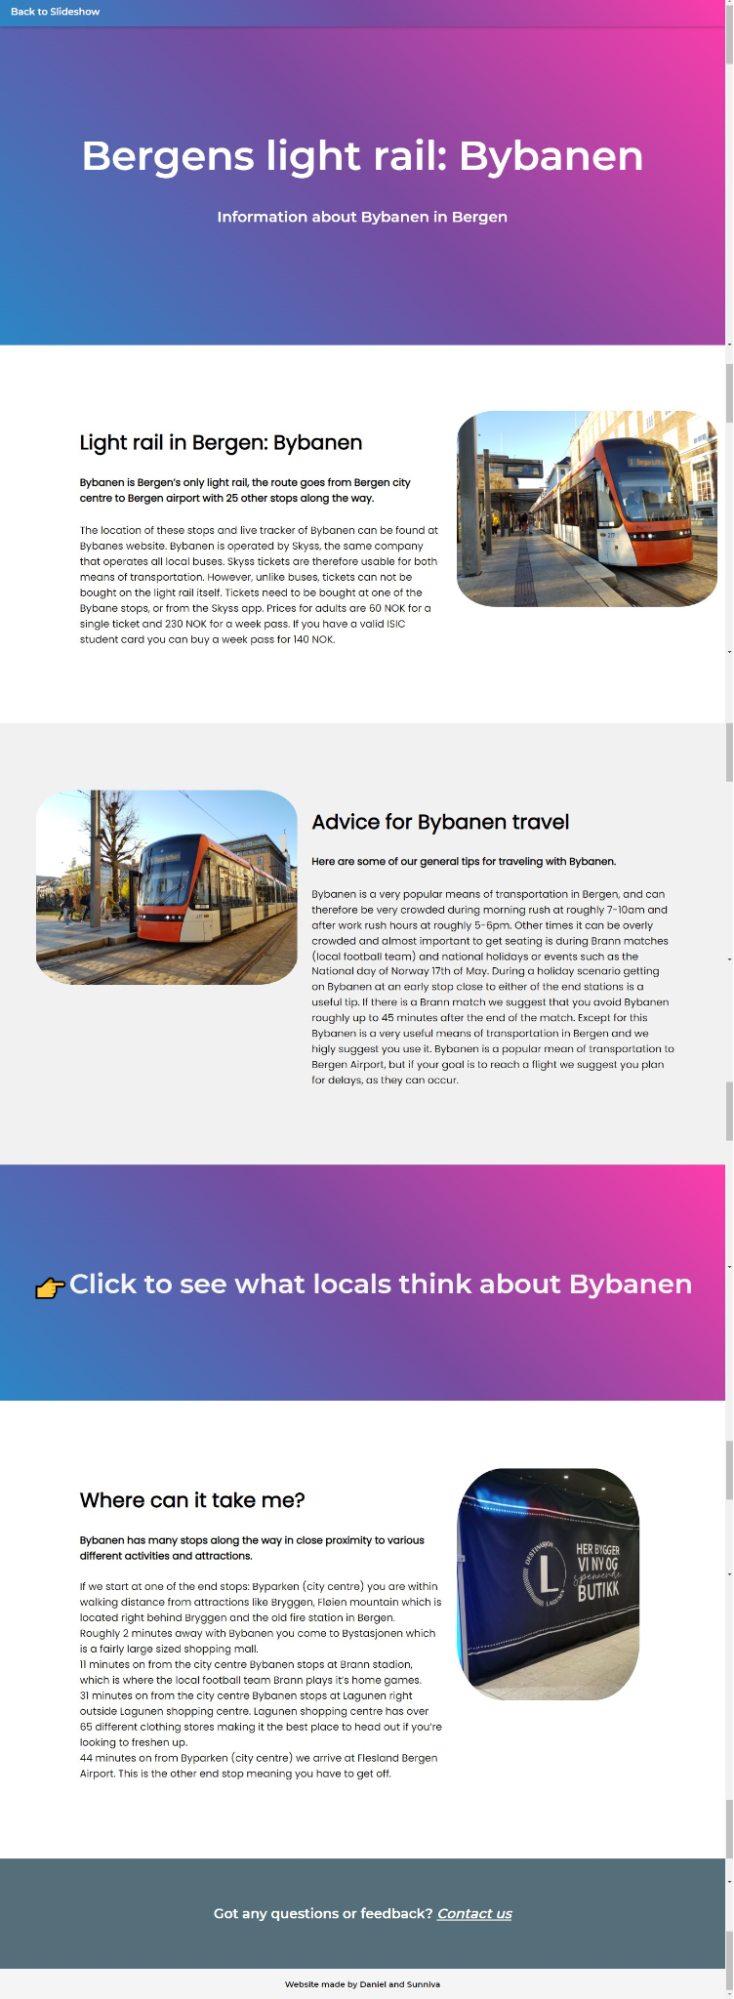 Back to Slideshow
Bergens light rail: Bybanen
Information about Bybanen in Bergen
Light rail in Bergen: Bybanen
Bybanen is Bergen's only light rail, the route goes from Bergen city
centre to Bergen airport with 25 other stops along the way.
The location of these stops and live tracker of Bybanen can be found at
Bybanes website. Bybanen is operated by Skyss, the same company
that operates all local buses. Skyss tickets are therefore usable for both
means of transportation. However, unlike buses, tickets can not be
bought on the light rail itself. Tickets need to be bought at one of the
Bybane stops, or from the Skyss app. Prices for adults are 60 NOK for a
single ticket and 230 NOK for a week pass. If you have a valid ISIC
student card you can buy a week pass for 140 NOK.
Advice for Bybanen travel
Here are some of our general tips for traveling with Bybanen.
Bybanen is a very popular means of transportation in Bergen, and can
therefore be very crowded during morning rush at roughly 7-10am and
after work rush hours at roughly 5-6pm. Other times it can be overly
crowded and almost important to get seating is during Brann matches
(local football team) and national holidays or events such as the
National day of Norway 17th of May. During a holiday scenario getting
on Bybanen at an early stop close to either of the end stations is a
useful tip. If there is a Brann match we suggest that you avoid Bybanen
roughly up to 45 minutes after the end of the match. Except for this
Bybanen is a very useful means of transportation in Bergen and we
higly suggest you use it. Bybanen is a popular mean of transportation to
Bergen Airport, but if your goal is to reach a flight we suggest you plan
for delays, as they can occur.
👉Click to see what locals think about Bybanen
Where can it take me?
Bybanen has many stops along the way in close proximity to various
different activities and attractions.
If we start at one of the end stops: Byparken (city centre) you are within
walking distance from attractions like Bryggen, Fløien mountain which is
located right behind Bryggen and the old fire station in Bergen.
Roughly 2 minutes away with Bybanen you come to Bystasjonen which
is a fairly large sized shopping mall.
11 minutes on from the city centre Bybanen stops at Brann stadion,
which is where the local football team Brann plays it's home games.
31 minutes on from the city centre Bybanen stops at Lagunen right
outside Lagunen shopping centre. Lagunen shopping centre has over
65 different clothing stores making it the best place to head out if you're
looking to freshen up.
44 minutes on from Byparken (city centre) we arrive at Flesland Bergen
Airport. This is the other end stop meaning you have to get off.
DESTINASJON
L
LAGUNEN
HER BYGGER
VI NY OG
spennende
BUTIKK
Got any questions or feedback? Contact us
Website made by Daniel and Sunniva